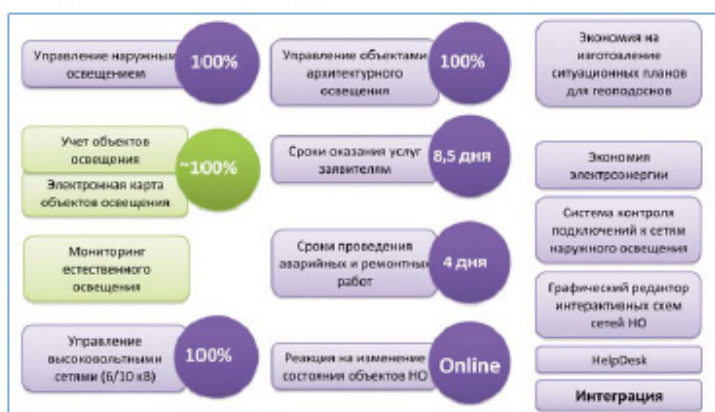 Управление наружным
освещением
100%
Управление объектами
архитектурного
освещения
100%
Экономия на
изготовление
ситуационных планов
для геоподоснов
Учет объектов
освещения
~100%
Электронная карта
объектов освещения
Сроки оказания услуг
заявителям
8,5 дня
Экономия
электроэнергии
Мониторинг
естественного
освещения
Сроки проведения
аварийных и ремонтных
работ
4 дня
Система контроля
подключений к сетям
наружного освещения
Графический редактор
интерактивных схем
сетей НО
Управление
высоковольтными
сетями (6/10 кВ)
100%
Реакция на изменение
состояния объектов НО
Online
HelpDesk
Интеграция